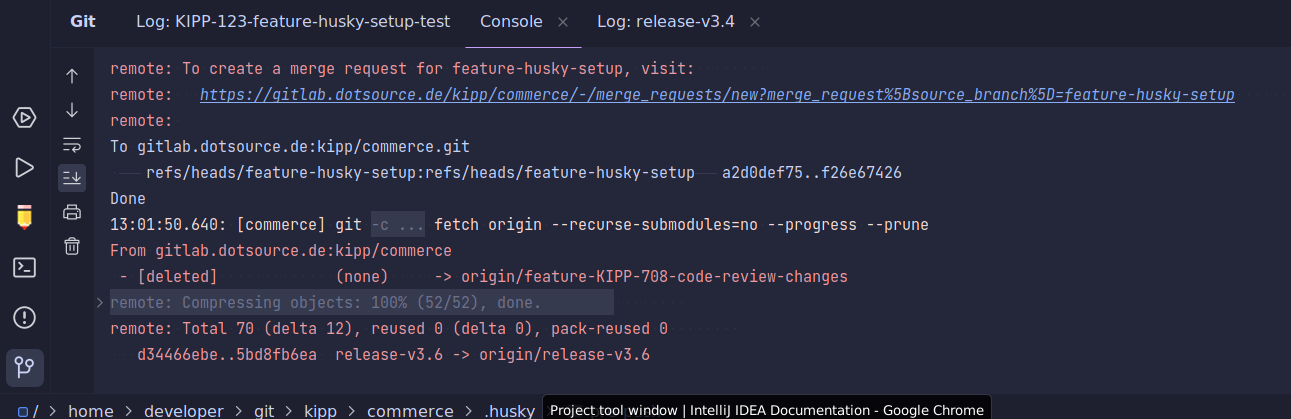 Git Log: KIPP-123-feature-husky-setup-test Console × Log: release-v3.4 ×
remote: To create a merge request for feature-husky-setup, visit:
remote:   https://gitlab.dotsource.de/kipp/commerce/-/merge_requests/new?merge_request%5Bsource_branch%5D=feature-husky-setup
remote:
To gitlab.dotsource.de:kipp/commerce.git
    refs/heads/feature-husky-setup:refs/heads/feature-husky-setup   a2d0def75..f26e67426
Done
13:01:50.640: [commerce] git -c ... fetch origin --recurse-submodules=no --progress --prune
From gitlab.dotsource.de:kipp/commerce
 - [deleted]             (none)     -> origin/feature-KIPP-708-code-review-changes
remote: Compressing objects: 100% (52/52), done.
remote: Total 70 (delta 12), reused 0 (delta 0), pack-reused 0
   d34466ebe..5bd8fb6ea  release-v3.6 -> origin/release-v3.6
/ > home > developer > git > kipp > commerce > .husky
Project tool window | IntelliJ IDEA Documentation - Google Chrome